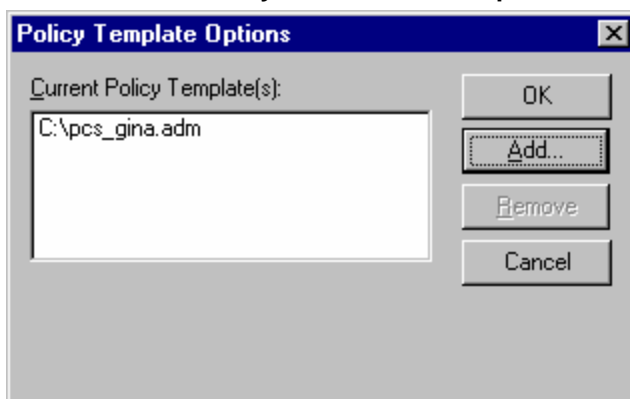 Policy Template Options
Current Policy Template(s):
C:\pcs_gina.adm
OK
Add...
Remove
Cancel